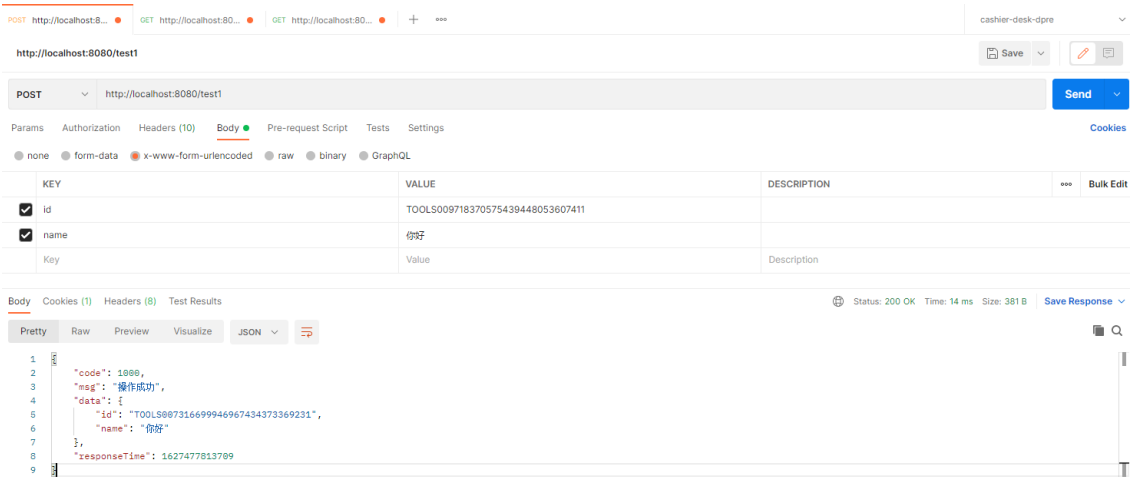 POST http://localhost:8... GET http://localhost:80... GET http://localhost:80... + ooo cashier-desk-dpre
http://localhost:8080/test1 Save
POST http://localhost:8080/test1 Send
Params Authorization Headers (10) Body Pre-request Script Tests Settings Cookies
none form-data x-www-form-urlencoded raw binary GraphQL
KEY VALUE DESCRIPTION ooo Bulk Edit
id TOOLS009718370575439448053607411
name 你好
Key Value Description
Body Cookies (1) Headers (8) Test Results Status: 200 OK Time: 14 ms Size: 381 B Save Response
Pretty Raw Preview Visualize JSON
1 {
2 "code": 1000,
3 "msg": "操作成功",
4 "data": {
5 "id": "TOOLS007316699946967434373369231",
6 "name": "你好"
7 },
8 "responseTime": 1627477813709
9 }